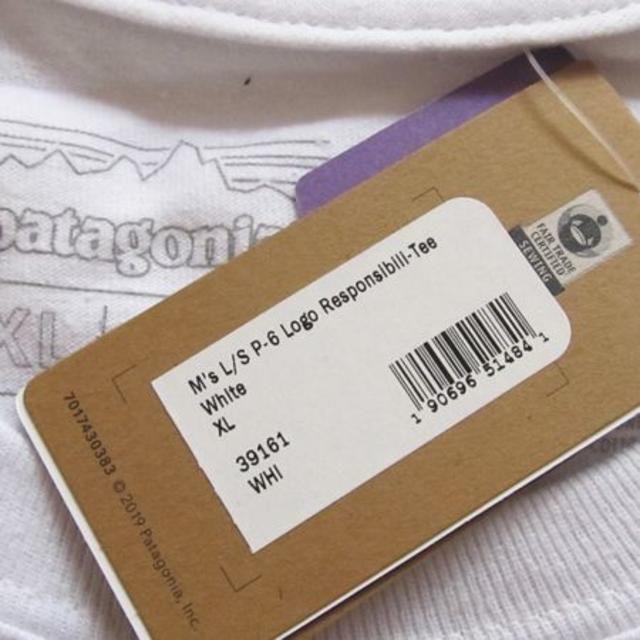 patagonia
XL
M's L/S P-6 Logo Responsibili-Tee
White
XL
39161
WHI
1 90696 51484 1
FAIR TRADE
CERTIFIED
SEWING
7017430383 © 2019 Patagonia, Inc.